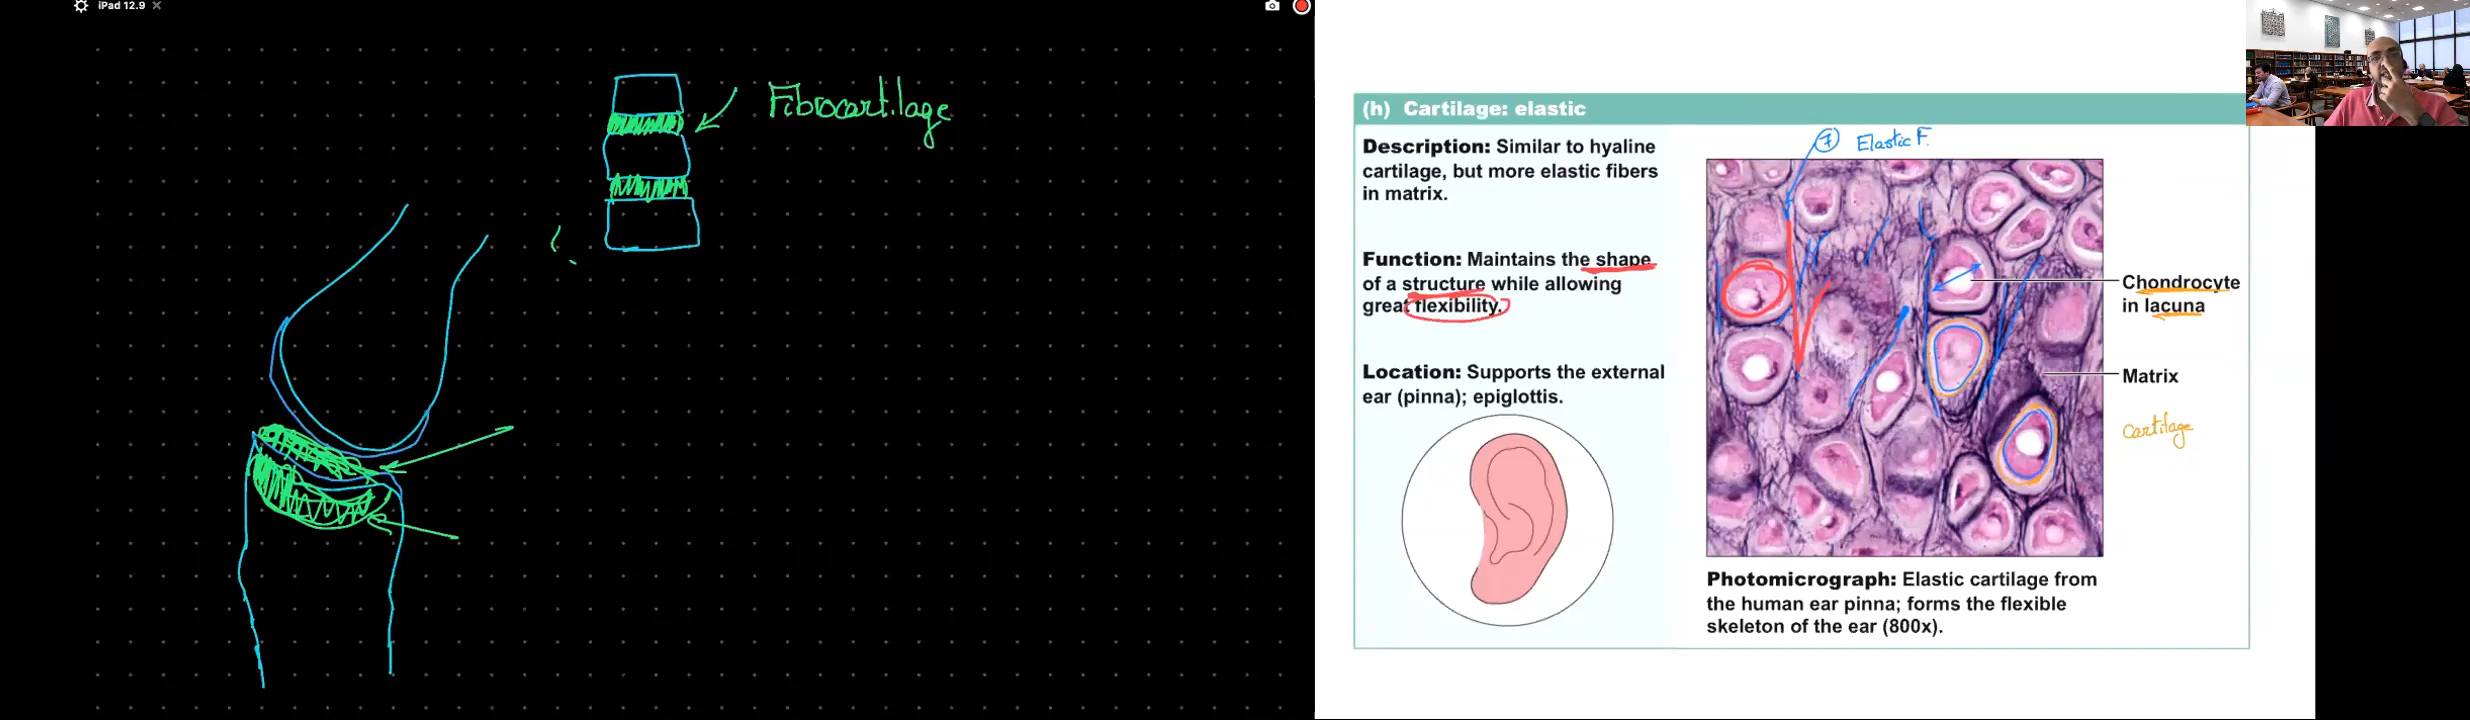 iPad 12.9
Fibrocartilage
(h) Cartilage: elastic
Description: Similar to hyaline
cartilage, but more elastic fibers
in matrix.
Function: Maintains the shape
of a structure while allowing
great flexibility.
Location: Supports the external
ear (pinna); epiglottis.
Elastic F.
Chondrocyte
in lacuna
Matrix
Cartilage
Photomicrograph: Elastic cartilage from
the human ear pinna; forms the flexible
skeleton of the ear (800x).